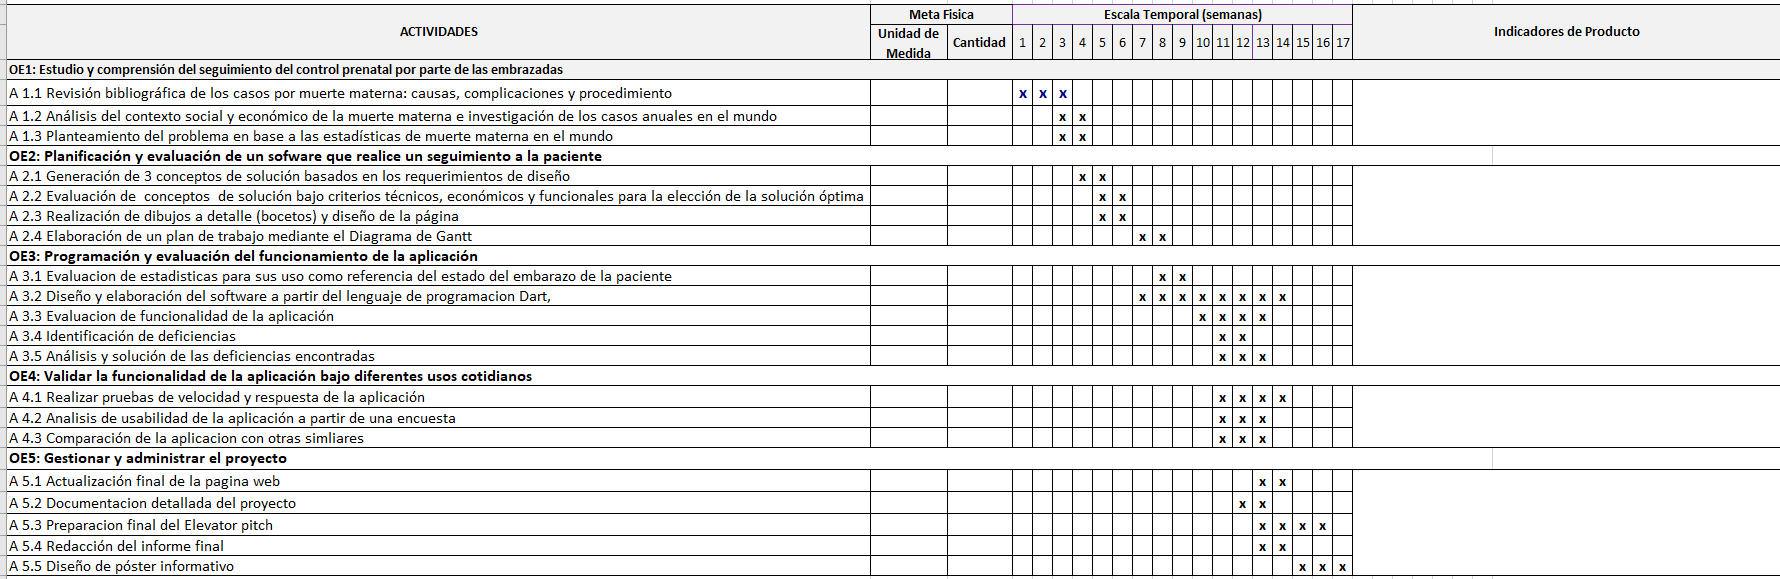 ACTIVIDADES Meta Fisica Escala Temporal (semanas) Indicadores de Producto
Unidad de Medida Cantidad 1 2 3 4 5 6 7 8 9 10 11 12 13 14 15 16 17
OE1: Estudio y comprensión del seguimiento del control prenatal por parte de las embrazadas
A 1.1 Revisión bibliográfica de los casos por muerte materna: causas, complicaciones y procedimiento x x x
A 1.2 Análisis del contexto social y económico de la muerte materna e investigación de los casos anuales en el mundo x x
A 1.3 Planteamiento del problema en base a las estadísticas de muerte materna en el mundo x x
OE2: Planificación y evaluación de un sofware que realice un seguimiento a la paciente
A 2.1 Generación de 3 conceptos de solución basados en los requerimientos de diseño x x
A 2.2 Evaluación de conceptos de solución bajo criterios técnicos, económicos y funcionales para la elección de la solución óptima x x
A 2.3 Realización de dibujos a detalle (bocetos) y diseño de la página x x
A 2.4 Elaboración de un plan de trabajo mediante el Diagrama de Gantt x x
OE3: Programación y evaluación del funcionamiento de la aplicación
A 3.1 Evaluacion de estadisticas para sus uso como referencia del estado del embarazo de la paciente x x
A 3.2 Diseño y elaboración del software a partir del lenguaje de programacion Dart, x x x x x x x x
A 3.3 Evaluacion de funcionalidad de la aplicación x x x x
A 3.4 Identificación de deficiencias x x
A 3.5 Análisis y solución de las deficiencias encontradas x x x
OE4: Validar la funcionalidad de la aplicación bajo diferentes usos cotidianos
A 4.1 Realizar pruebas de velocidad y respuesta de la aplicación x x x x
A 4.2 Analisis de usabilidad de la aplicación a partir de una encuesta x x x
A 4.3 Comparación de la aplicacion con otras simliares x x x
OE5: Gestionar y administrar el proyecto
A 5.1 Actualización final de la pagina web x x
A 5.2 Documentacion detallada del proyecto x x
A 5.3 Preparacion final del Elevator pitch x x x x
A 5.4 Redacción del informe final x x
A 5.5 Diseño de póster informativo x x x